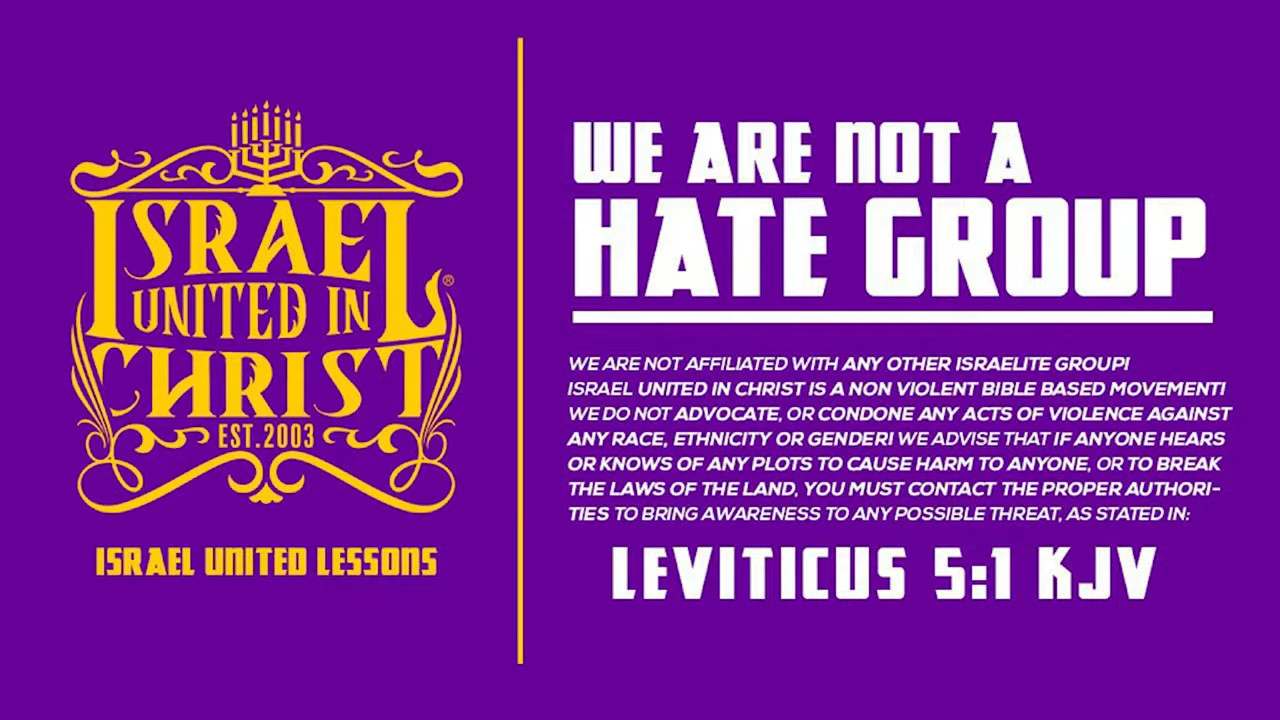 ISRAEL
UNITED IN
CHRIST
EST.2003
®
ISRAEL UNITED LESSONS
WE ARE NOT A
HATE GROUP
WE ARE NOT AFFILIATED WITH ANY OTHER ISRAELITE GROUP!
ISRAEL UNITED IN CHRIST IS A NON VIOLENT BIBLE BASED MOVEMENT!
WE DO NOT ADVOCATE, OR CONDONE ANY ACTS OF VIOLENCE AGAINST
ANY RACE, ETHNICITY OR GENDER! WE ADVISE THAT IF ANYONE HEARS
OR KNOWS OF ANY PLOTS TO CAUSE HARM TO ANYONE, OR TO BREAK
THE LAWS OF THE LAND, YOU MUST CONTACT THE PROPER AUTHORI-
TIES TO BRING AWARENESS TO ANY POSSIBLE THREAT, AS STATED IN:
LEVITICUS 5:1 KJV